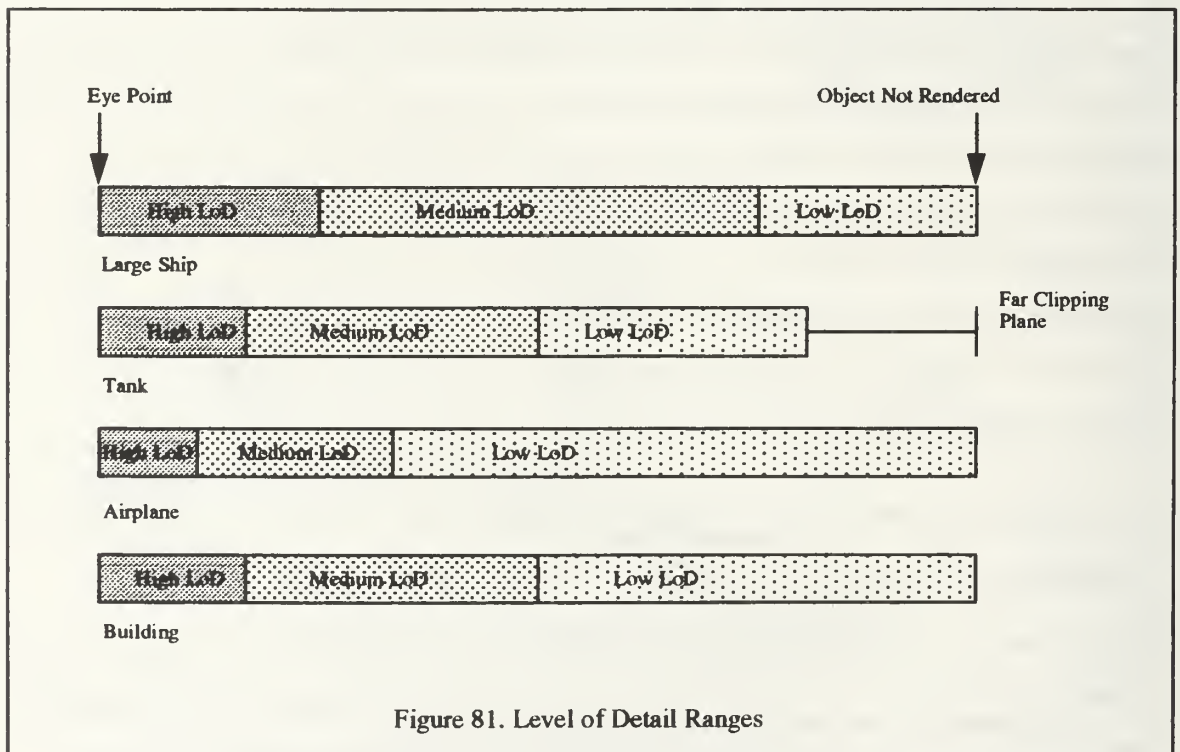 Eye Point
Object Not Rendered
High LoD
Medium LoD
Low LoD
Large Ship
Far Clipping
Plane
High LoD
Medium LoD
Low LoD
Tank
High LoD
Medium LoD
Low LoD
Airplane
High LoD
Medium LoD
Low LoD
Building
Figure 81. Level of Detail Ranges